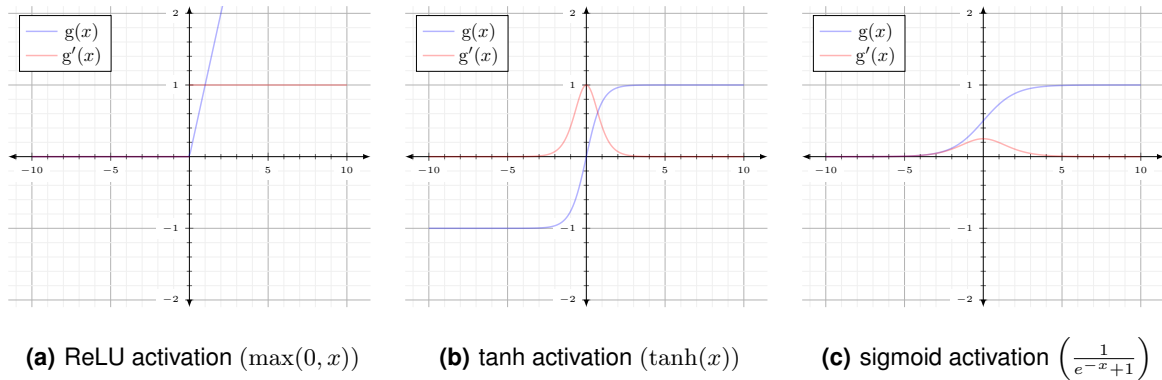 g(x)
g′(x)
2
1
−1
−2
−10
−5
5
10
g(x)
g′(x)
2
1
−1
−2
−10
−5
5
10
g(x)
g′(x)
2
1
−1
−2
−10
−5
5
10
(a) ReLU activation (max(0, x))
(b) tanh activation (tanh(x))
(c) sigmoid activation (1/(e^{−x}+1))